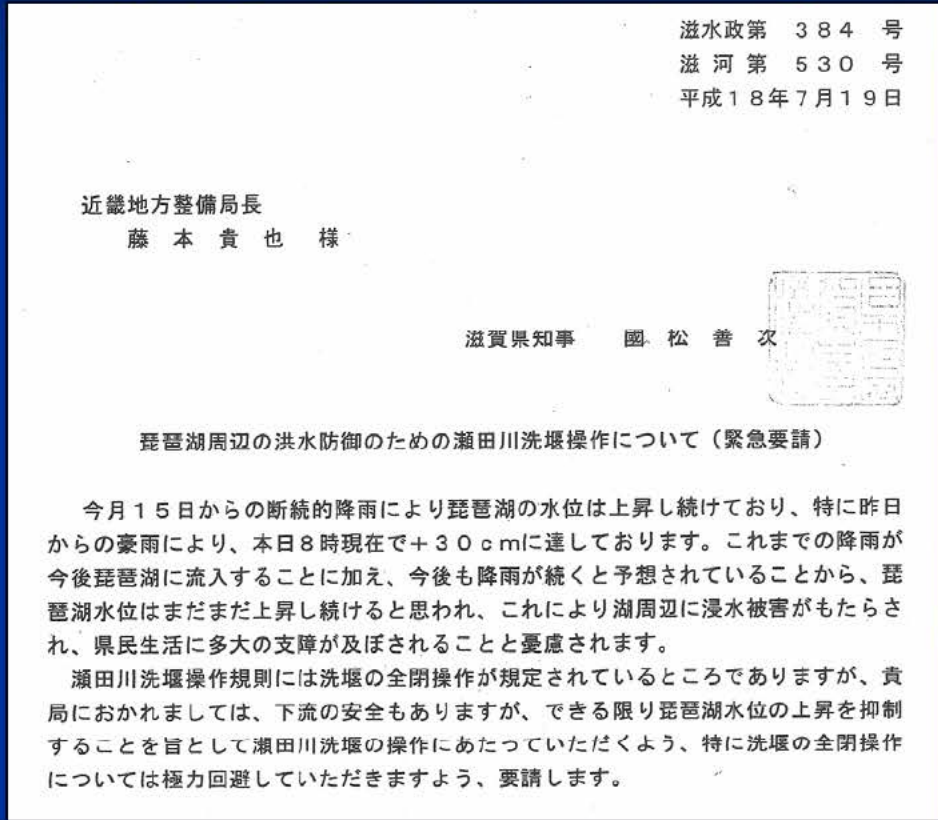 滋水政第　３８４　号
滋河第　５３０　号
平成１８年７月１９日
近畿地方整備局長
藤本貴也様
滋賀県知事　國松善次
琵琶湖周辺の洪水防御のための瀬田川洗堰操作について（緊急要請）
今月１５日からの断続的降雨により琵琶湖の水位は上昇し続けており、特に昨日
からの豪雨により、本日８時現在で＋３０ｃｍに達しております。これまでの降雨が
今後琵琶湖に流入することに加え、今後も降雨が続くと予想されていることから、琵
琶湖水位はまだまだ上昇し続けると思われ、これにより湖周辺に浸水被害がもたらさ
れ、県民生活に多大の支障が及ぼされることと憂慮されます。
瀬田川洗堰操作規則には洗堰の全閉操作が規定されているところでありますが、貴
局におかれましては、下流の安全もありますが、できる限り琵琶湖水位の上昇を抑制
することを旨として瀬田川洗堰の操作にあたっていただくよう、特に洗堰の全閉操作
については極力回避していただきますよう、要請します。